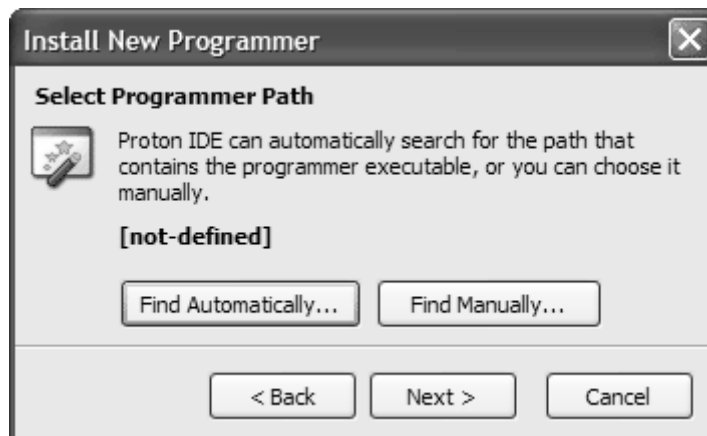 Install New Programmer
Select Programmer Path
Proton IDE can automatically search for the path that
contains the programmer executable, or you can choose it
manually.
[not-defined]
Find Automatically... Find Manually...
< Back Next > Cancel